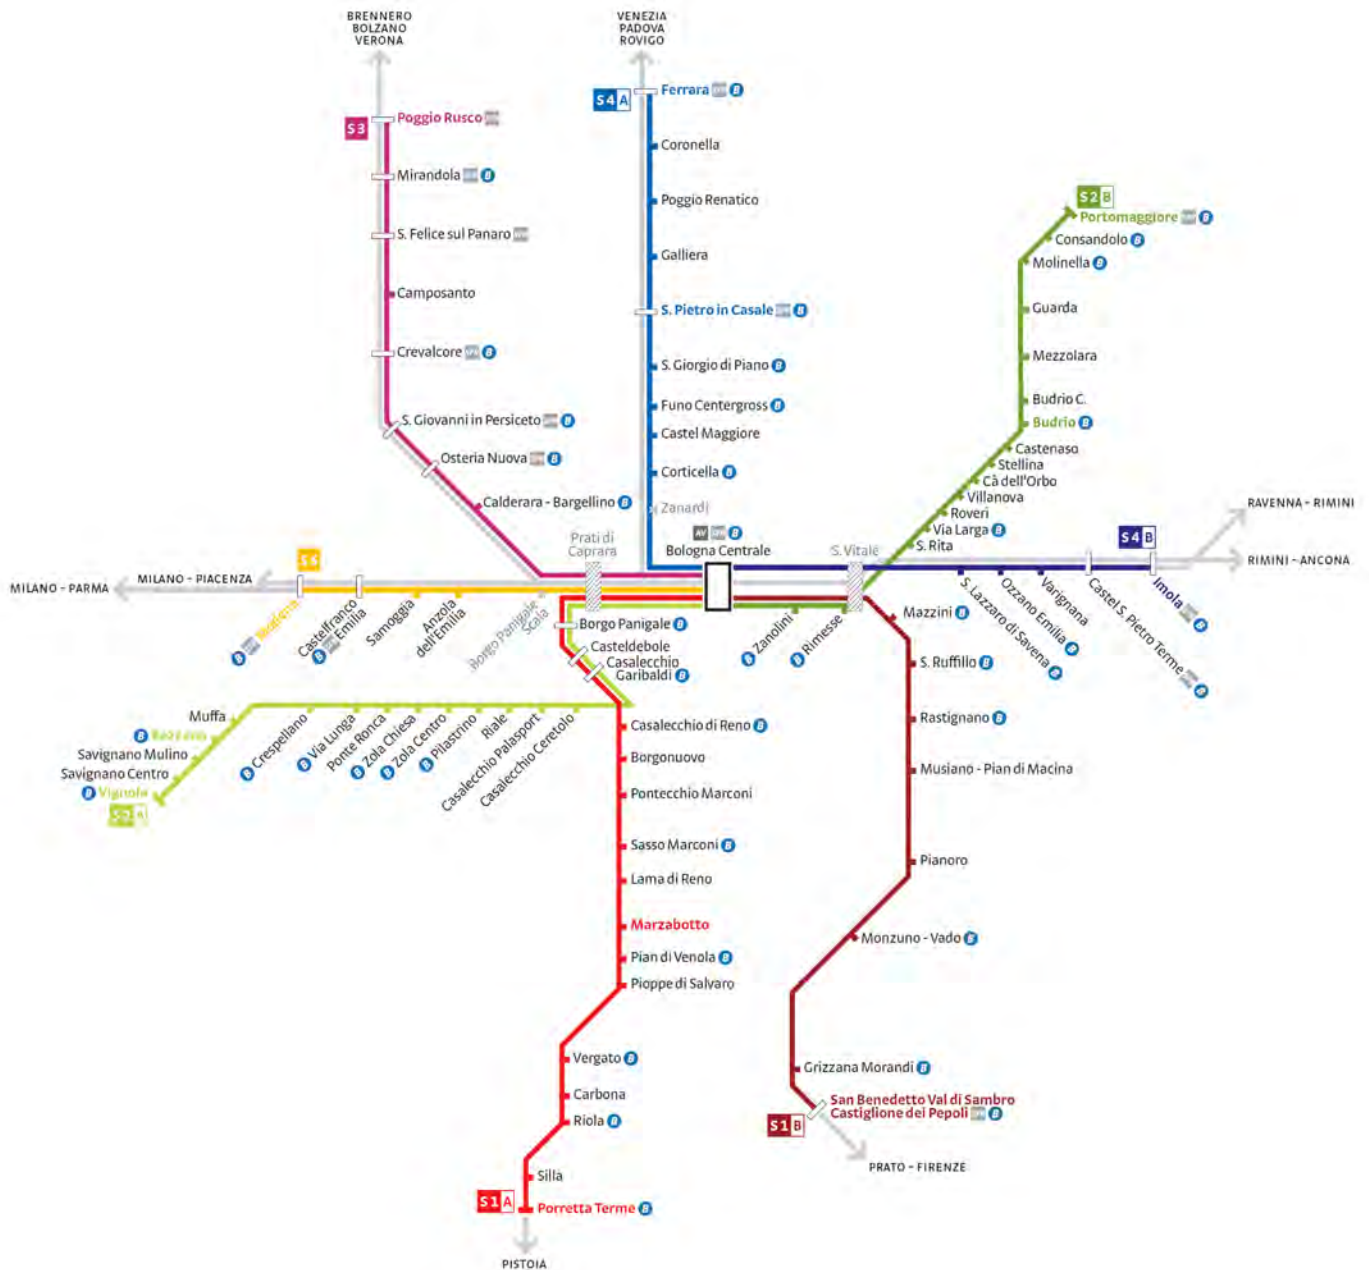 BRENNERO
BOLZANO
VERONA
VENEZIA
PADOVA
ROVIGO
S3
Poggio Rusco
Mirandola B
S. Felice sul Panaro
Camposanto
Crevalcore B
S. Giovanni in Persiceto B
Osteria Nuova B
Calderara - Bargellino B
S4 A
Ferrara B
Coronella
Poggio Renatico
Galliera
S. Pietro in Casale B
S. Giorgio di Piano B
Funo Centergross B
Castel Maggiore
Corticella B
Zanardi
S2 B
Portomaggiore B
Consandolo B
Molinella B
Guarda
Mezzolara
Budrio C.
Budrio B
Castenaso
Stellina
Cà dell'Orbo
Villanova
Roveri
Via Larga B
S. Rita
Prati di
Caprara
AV B
Bologna Centrale
S. Vitale
S4 B
RAVENNA - RIMINI
RIMINI - ANCONA
MILANO - PARMA
MILANO - PIACENZA
B Modena
Castelfranco
B Emilia
Samoggia
Anzola
dell'Emilia
Borgo Panigale
Scala
Borgo Panigale B
Casteldebole
Casalecchio
Garibaldi B
B Zanolini
B Rimesse
S. Lazzaro di Savena B
Ozzano Emilia B
Varignana
Castel S. Pietro Terme B
Imola B
Mazzini B
S. Ruffillo B
Rastignano B
Musiano - Pian di Macina
Pianoro
Monzuno - Vado B
Grizzana Morandi B
San Benedetto Val di Sambro
Castiglione dei Pepoli B
S1 B
PRATO - FIRENZE
Muffa
B Bazzano
Savignano Mulino
Savignano Centro
B Vignola
S2 A
B Crespellano
B Via Lunga
Ponte Ronca
B Zola Chiesa
B Zola Centro
B Pilastrino
Riale
Casalecchio Palasport
Casalecchio Ceretolo
Casalecchio di Reno B
Borgonuovo
Pontecchio Marconi
Sasso Marconi B
Lama di Reno
Marzabotto
Pian di Venola B
Pioppe di Salvaro
Vergato B
Carbona
Riola B
Silla
S1 A
Porretta Terme B
PISTOIA